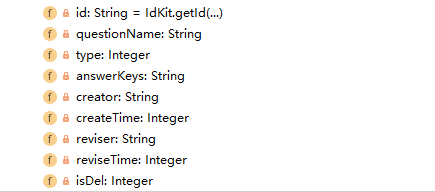 f id: String = IdKit.getId(...)
f questionName: String
f type: Integer
f answerKeys: String
f creator: String
f createTime: Integer
f reviser: String
f reviseTime: Integer
f isDel: Integer